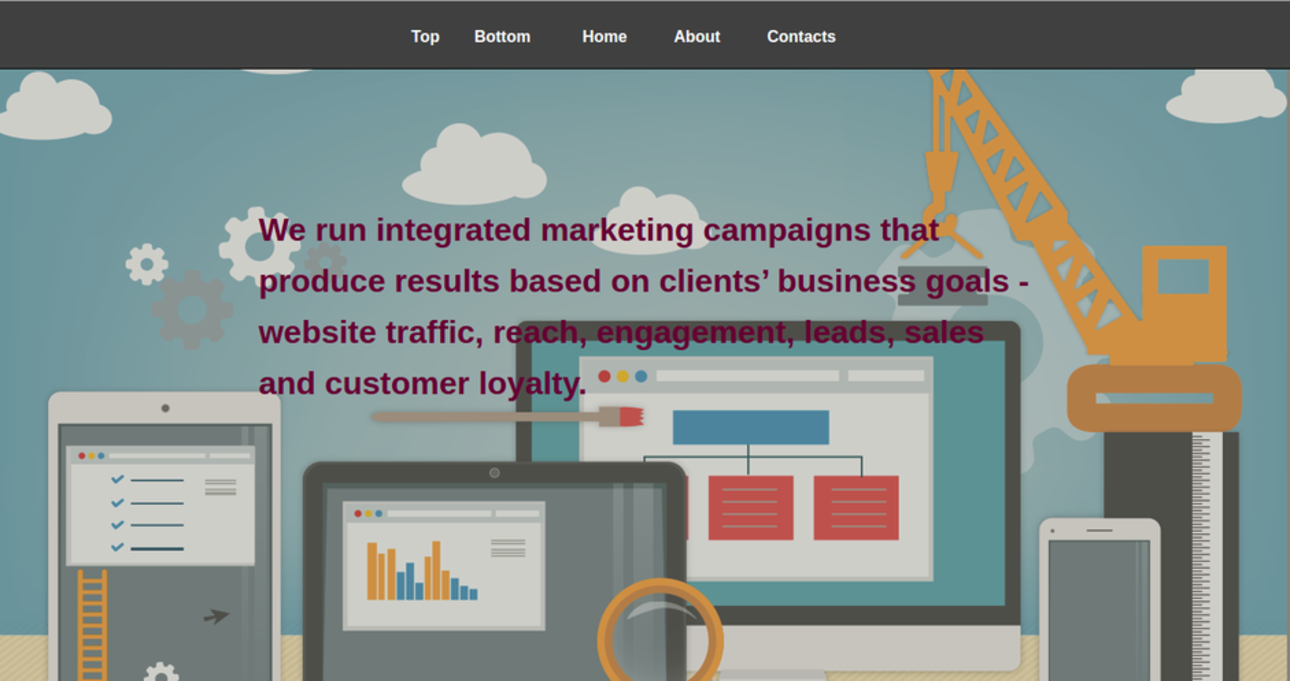 Top Bottom Home About Contacts
We run integrated marketing campaigns that
produce results based on clients’ business goals -
website traffic, reach, engagement, leads, sales
and customer loyalty.